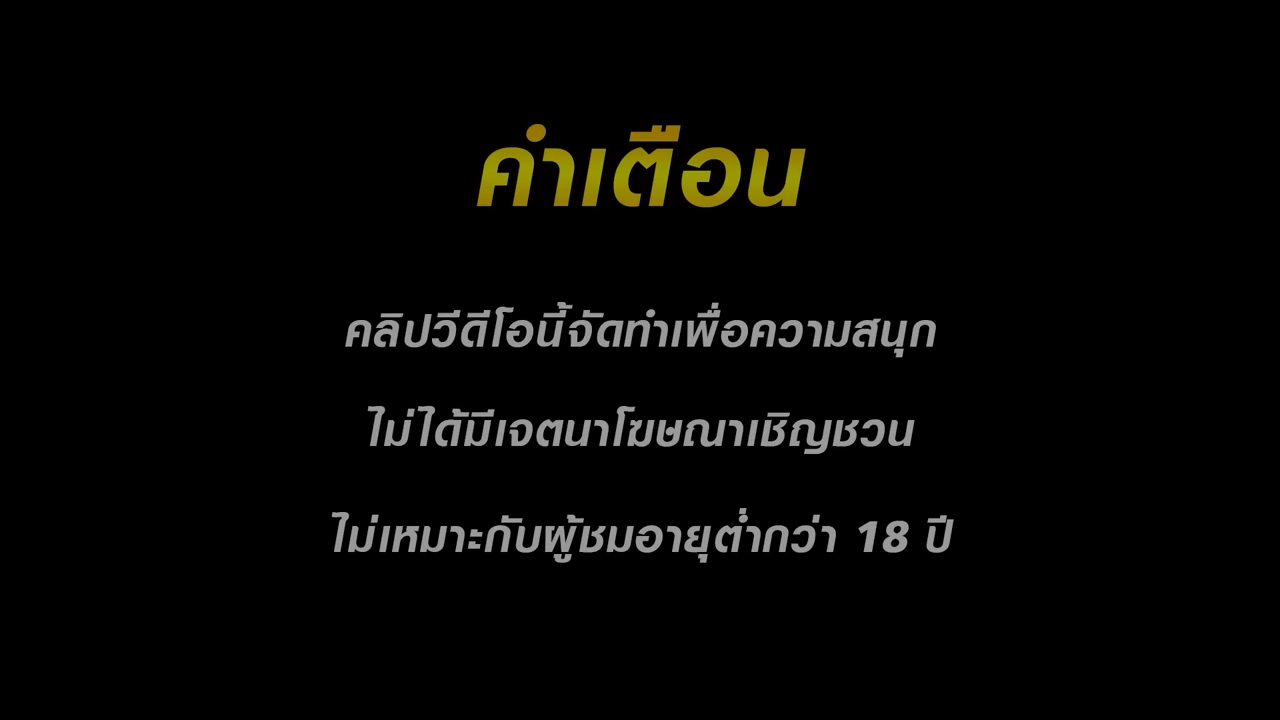 คำเตือน
คลิปวีดีโอนี้จัดทำเพื่อความสนุก
ไม่ได้มีเจตนาโฆษณาเชิญชวน
ไม่เหมาะกับผู้ชมอายุต่ำกว่า 18 ปี